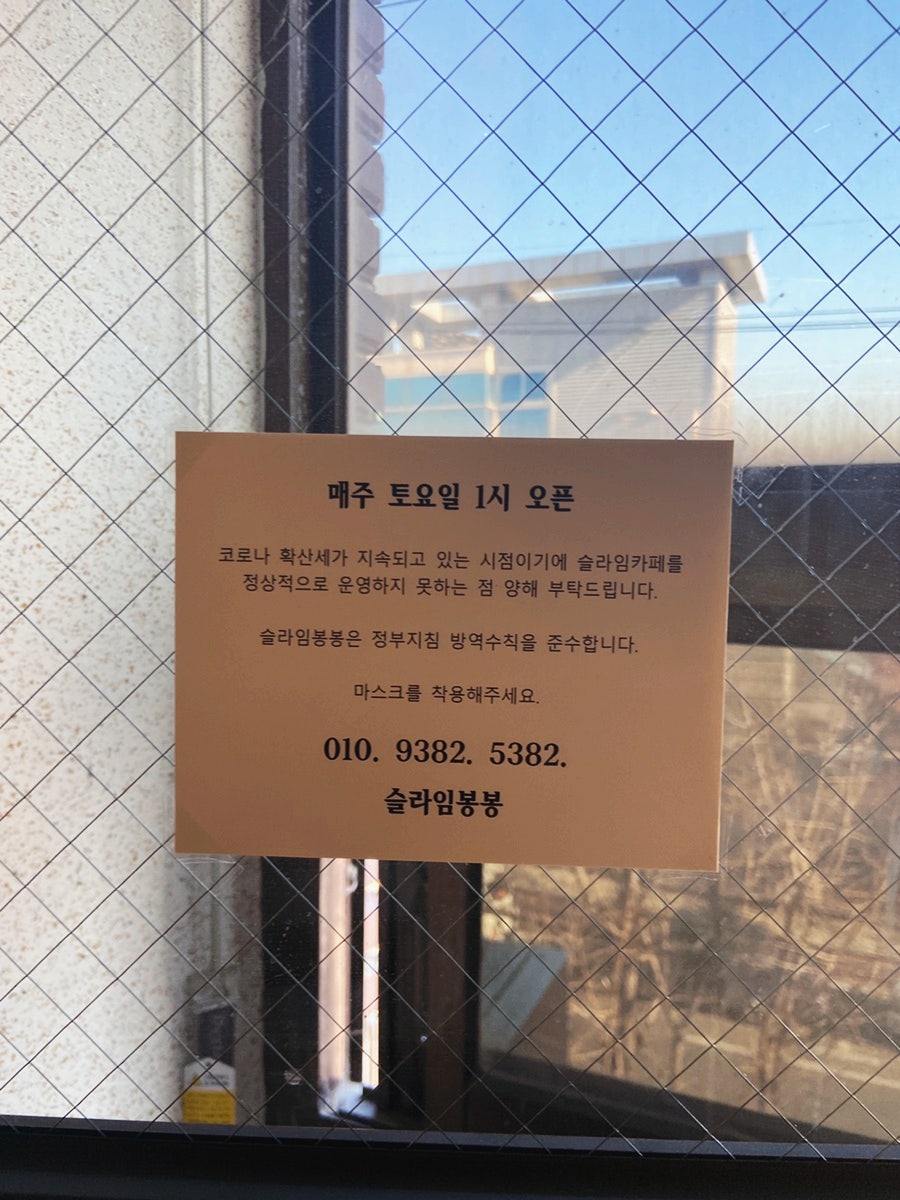 매주 토요일 1시 오픈
코로나 확산세가 지속되고 있는 시점이기에 슬라임카페를
정상적으로 운영하지 못하는 점 양해 부탁드립니다.
슬라임봉봉은 정부지침 방역수칙을 준수합니다.
마스크를 착용해주세요.
010. 9382. 5382.
슬라임봉봉